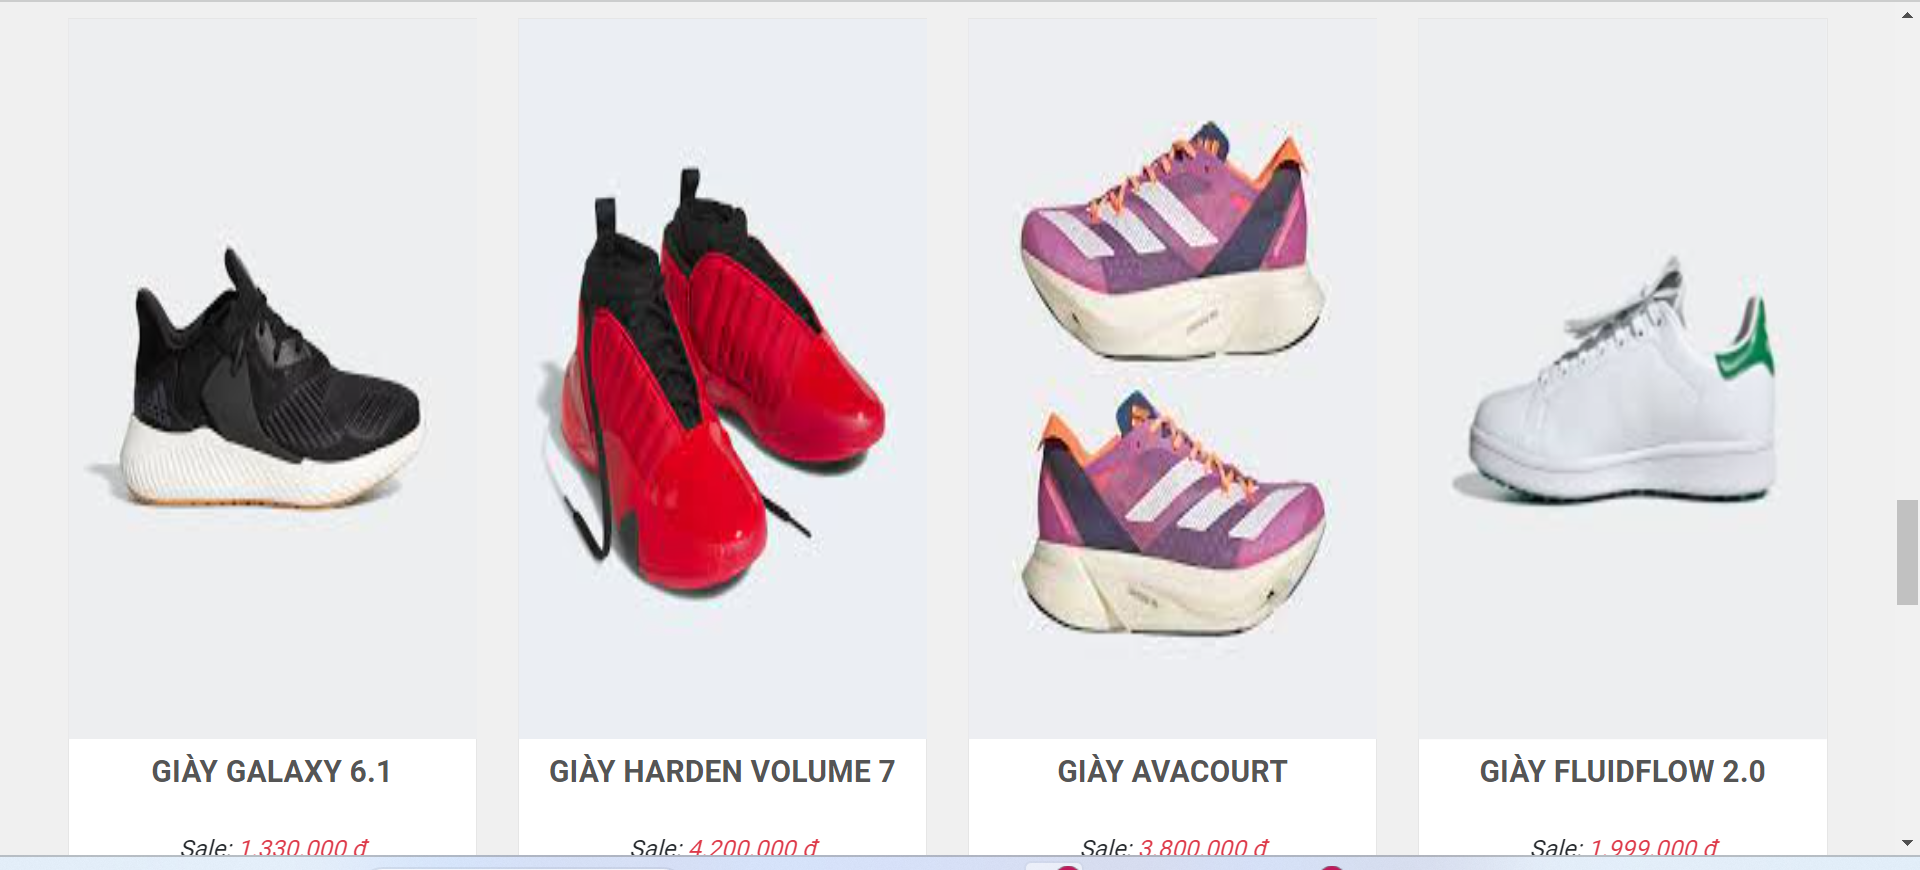 GIÀY GALAXY 6.1
GIÀY HARDEN VOLUME 7
GIÀY AVACOURT
GIÀY FLUIDFLOW 2.0
Sale: 1.330.000 đ
Sale: 4.200.000 đ
Sale: 3.800.000 đ
Sale: 1.999.000 đ